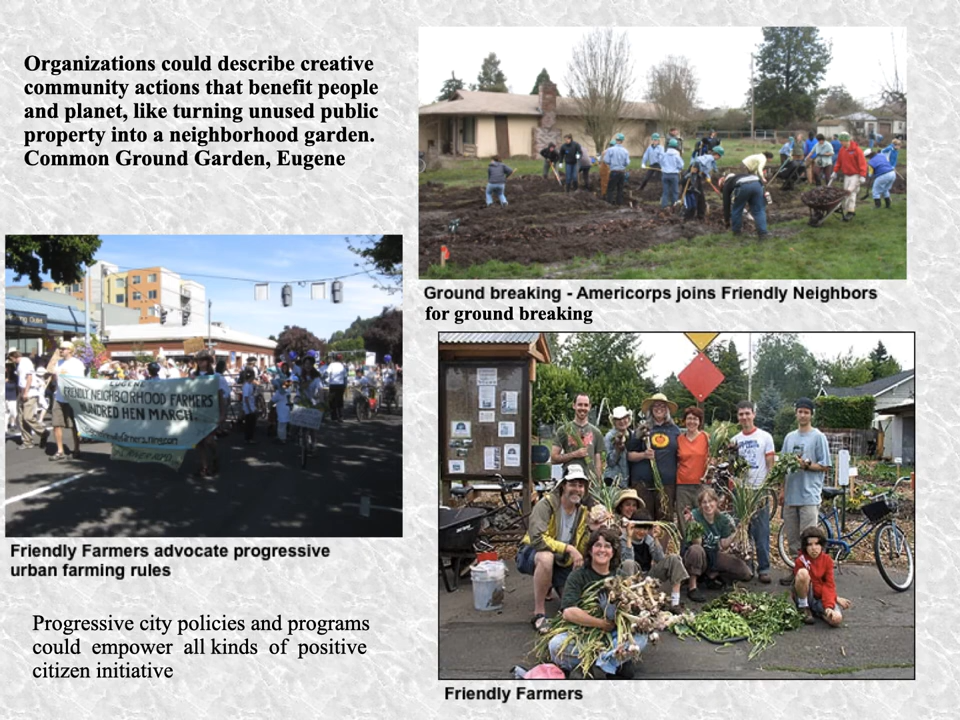 Organizations could describe creative
community actions that benefit people
and planet, like turning unused public
property into a neighborhood garden.
Common Ground Garden, Eugene
Ground breaking - Americorps joins Friendly Neighbors
for ground breaking
EUGENE
FRIENDLY NEIGHBORHOOD FARMERS
HUNDRED HEN MARCH.
Friendly Farmers advocate progressive
urban farming rules
Progressive city policies and programs
could empower all kinds of positive
citizen initiative
Friendly Farmers